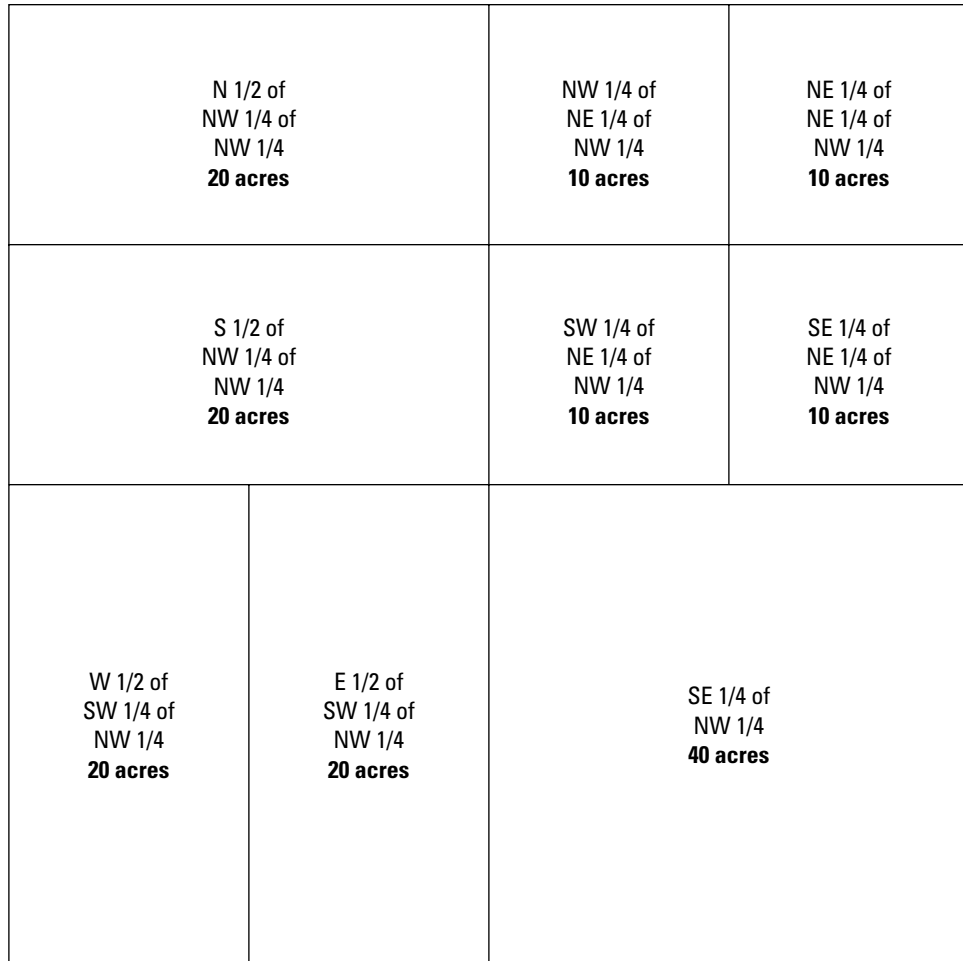 N 1/2 of
NW 1/4 of
NW 1/4
20 acres
NW 1/4 of
NE 1/4 of
NW 1/4
10 acres
NE 1/4 of
NE 1/4 of
NW 1/4
10 acres
S 1/2 of
NW 1/4 of
NW 1/4
20 acres
SW 1/4 of
NE 1/4 of
NW 1/4
10 acres
SE 1/4 of
NE 1/4 of
NW 1/4
10 acres
W 1/2 of
SW 1/4 of
NW 1/4
20 acres
E 1/2 of
SW 1/4 of
NW 1/4
20 acres
SE 1/4 of
NW 1/4
40 acres